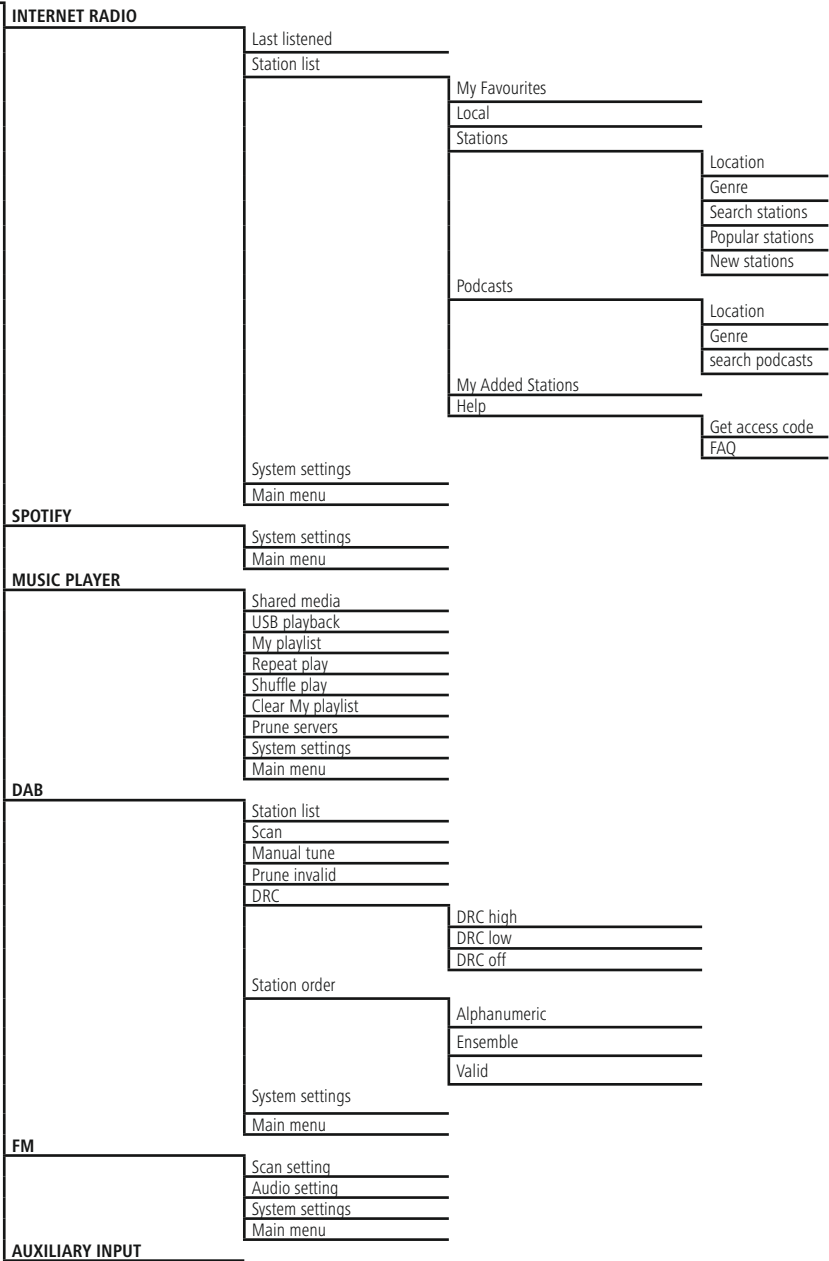 INTERNET RADIO
Last listened
Station list
My Favourites
Local
Stations
Location
Genre
Search stations
Popular stations
New stations
Podcasts
Location
Genre
search podcasts
My Added Stations
Help
Get access code
FAQ
System settings
Main menu
SPOTIFY
System settings
Main menu
MUSIC PLAYER
Shared media
USB playback
My playlist
Repeat play
Shuffle play
Clear My playlist
Prune servers
System settings
Main menu
DAB
Station list
Scan
Manual tune
Prune invalid
DRC
DRC high
DRC low
DRC off
Station order
Alphanumeric
Ensemble
Valid
System settings
Main menu
FM
Scan setting
Audio setting
System settings
Main menu
AUXILIARY INPUT